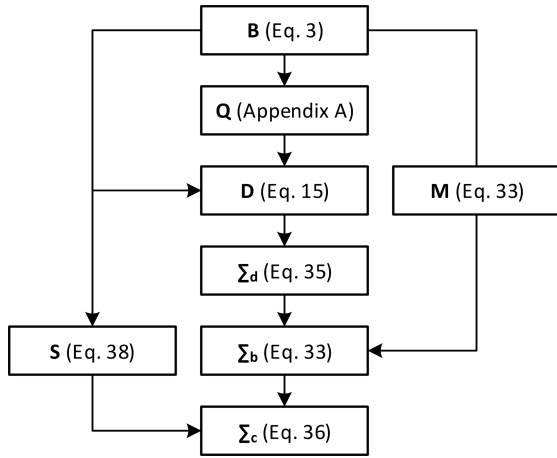 B (Eq. 3)
Q (Appendix A)
D (Eq. 15)
M (Eq. 33)
∑d (Eq. 35)
S (Eq. 38)
∑b (Eq. 33)
∑c (Eq. 36)